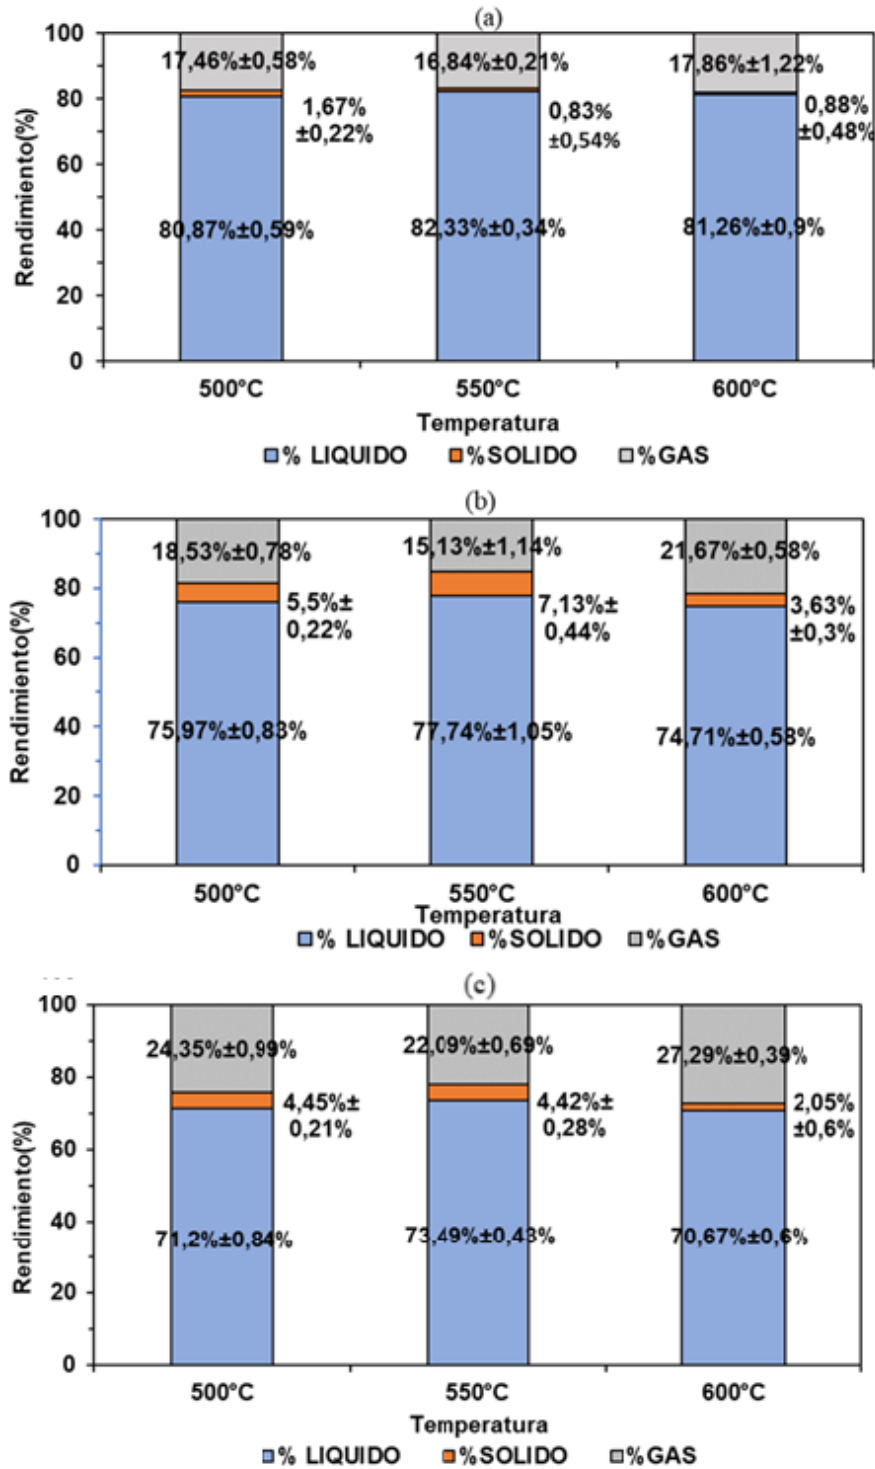 (a)
100
80
60
40
20
0
Rendimiento(%)
17,46%±0,58%
16,84%±0,21%
17,86%±1,22%
1,67%
±0,22%
0,83%
±0,54%
0,88%
±0,48%
80,87%±0,59%
82,33%±0,34%
81,26%±0,9%
500°C
550°C
600°C
Temperatura
% LIQUIDO
%SOLIDO
%GAS
(b)
100
80
60
40
20
0
Rendimiento(%)
18,53%±0,78%
15,13%±1,14%
21,67%±0,58%
5,5%±
0,22%
7,13%±
0,44%
3,63%
±0,3%
75,97%±0,83%
77,74%±1,05%
74,71%±0,58%
500°C
550°C
600°C
Temperatura
% LIQUIDO
%SOLIDO
%GAS
(c)
100
80
60
40
20
0
Rendimiento(%)
24,35%±0,99%
22,09%±0,69%
27,29%±0,39%
4,45%±
0,21%
4,42%±
0,28%
2,05%
±0,6%
71,2%±0,84%
73,49%±0,43%
70,67%±0,6%
500°C
550°C
600°C
Temperatura
% LIQUIDO
%SOLIDO
%GAS